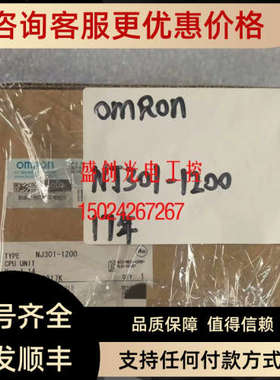 咨询客服更优惠价格
OMRON
OMRON
盛创光电工控
NJ301-1200
15024267267
17年
TYPE NJ301-1200
CPU UNIT
号齐全
发顺丰
品质保障 值得信赖
支持任何付款方式